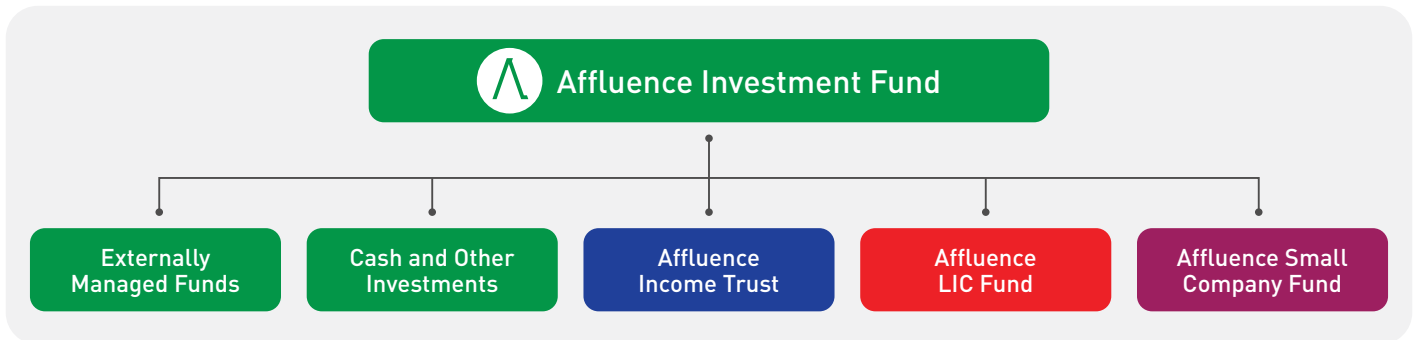 Affluence Investment Fund
Externally
Managed Funds
Cash and Other
Investments
Affluence
Income Trust
Affluence
LIC Fund
Affluence Small
Company Fund